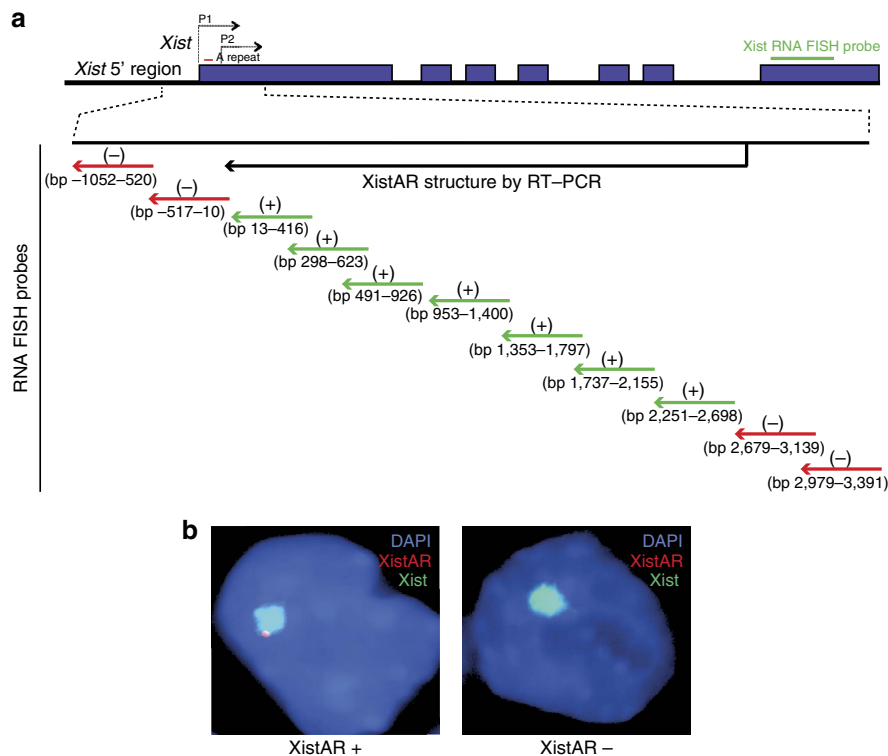 a
P1
Xist
P2
A repeat
Xist RNA FISH probe
Xist 5' region
(–)
(bp –1052–520)
XistAR structure by RT–PCR
(–)
(bp –517–10)
(+)
(bp 13–416)
(+)
(bp 298–623)
(+)
(bp 491–926)
(+)
(bp 953–1,400)
(+)
(bp 1,353–1,797)
(+)
(bp 1,737–2,155)
(+)
(bp 2,251–2,698)
(–)
(bp 2,679–3,139)
(–)
(bp 2,979–3,391)
RNA FISH probes
b
DAPI
XistAR
Xist
DAPI
XistAR
Xist
XistAR +
XistAR –